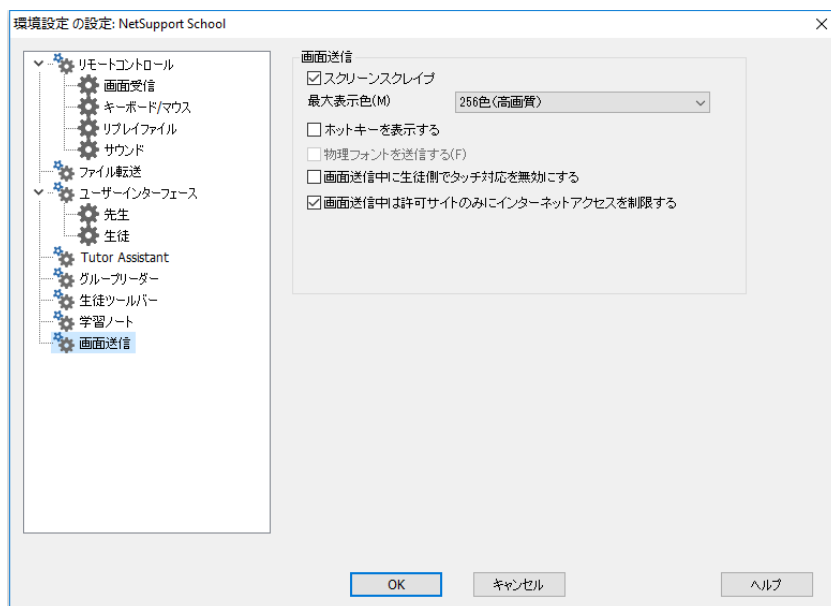 環境設定 の設定: NetSupport School
リモートコントロール
画面受信
キーボード/マウス
リプレイファイル
サウンド
ファイル転送
ユーザーインターフェース
先生
生徒
Tutor Assistant
グループリーダー
生徒ツールバー
学習ノート
画面送信
画面送信
スクリーンスクレイプ
最大表示色(M) 256色(高画質)
ホットキーを表示する
物理フォントを送信する(F)
画面送信中に生徒側でタッチ対応を無効にする
画面送信中は許可サイトのみにインターネットアクセスを制限する
OK キャンセル ヘルプ